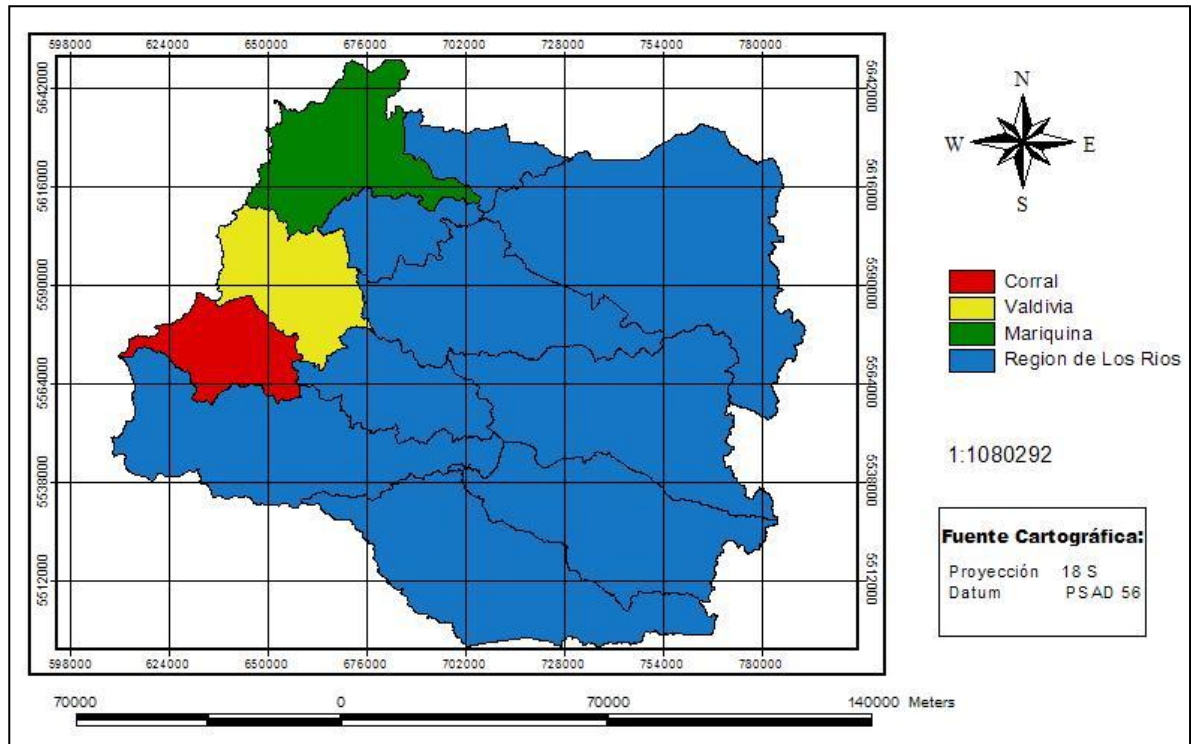 598000 624000 650000 676000 702000 728000 754000 780000
5642000 5642000
5616000 5616000
5590000 5590000
5564000 5564000
5538000 5538000
5512000 5512000
598000 624000 650000 676000 702000 728000 754000 780000
70000 0 70000 140000 Meters
N
W E
S
Corral
Valdivia
Mariquina
Region de Los Rios
1:1080292
Fuente Cartográfica:
Proyección 18 S
Datum PSAD 56